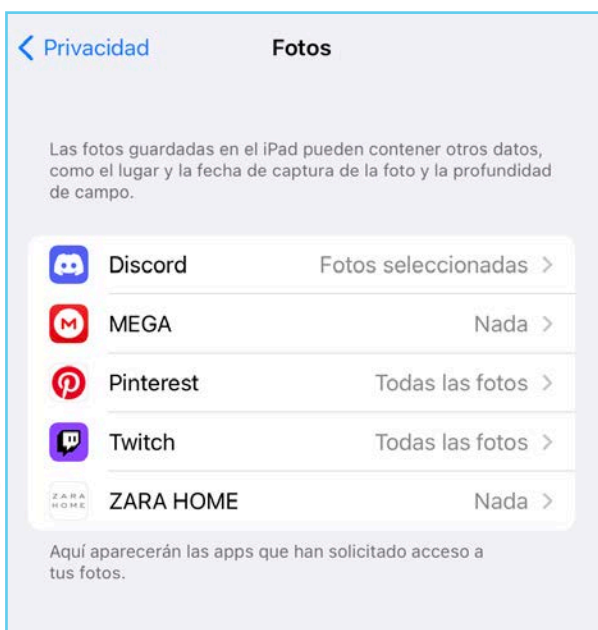 Privacidad
Fotos
Las fotos guardadas en el iPad pueden contener otros datos,
como el lugar y la fecha de captura de la foto y la profundidad
de campo.
Discord Fotos seleccionadas
M
MEGA Nada
Pinterest Todas las fotos
Twitch Todas las fotos
ZARA
HOME
ZARA HOME Nada
Aquí aparecerán las apps que han solicitado acceso a
tus fotos.